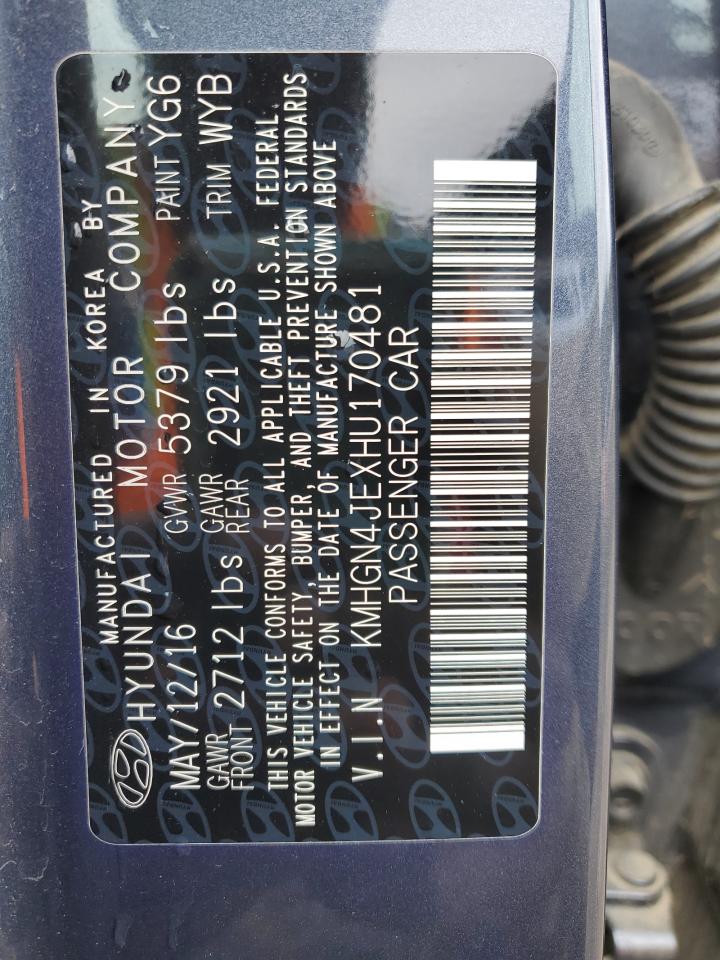 MANUFACTURED IN KOREA BY
HYUNDAI MOTOR COMPANY
MAY/12/16 GVWR 5379 lbs PAINT YG6
GAWR FRONT 2712 lbs GAWR REAR 2921 lbs TRIM WYB
THIS VEHICLE CONFORMS TO ALL APPLICABLE U.S.A. FEDERAL
MOTOR VEHICLE SAFETY, BUMPER, AND THEFT PREVENTION STANDARDS
IN EFFECT ON THE DATE OF MANUFACTURE SHOWN ABOVE
V.I.N KMHGN4JEXHU170481
PASSENGER CAR